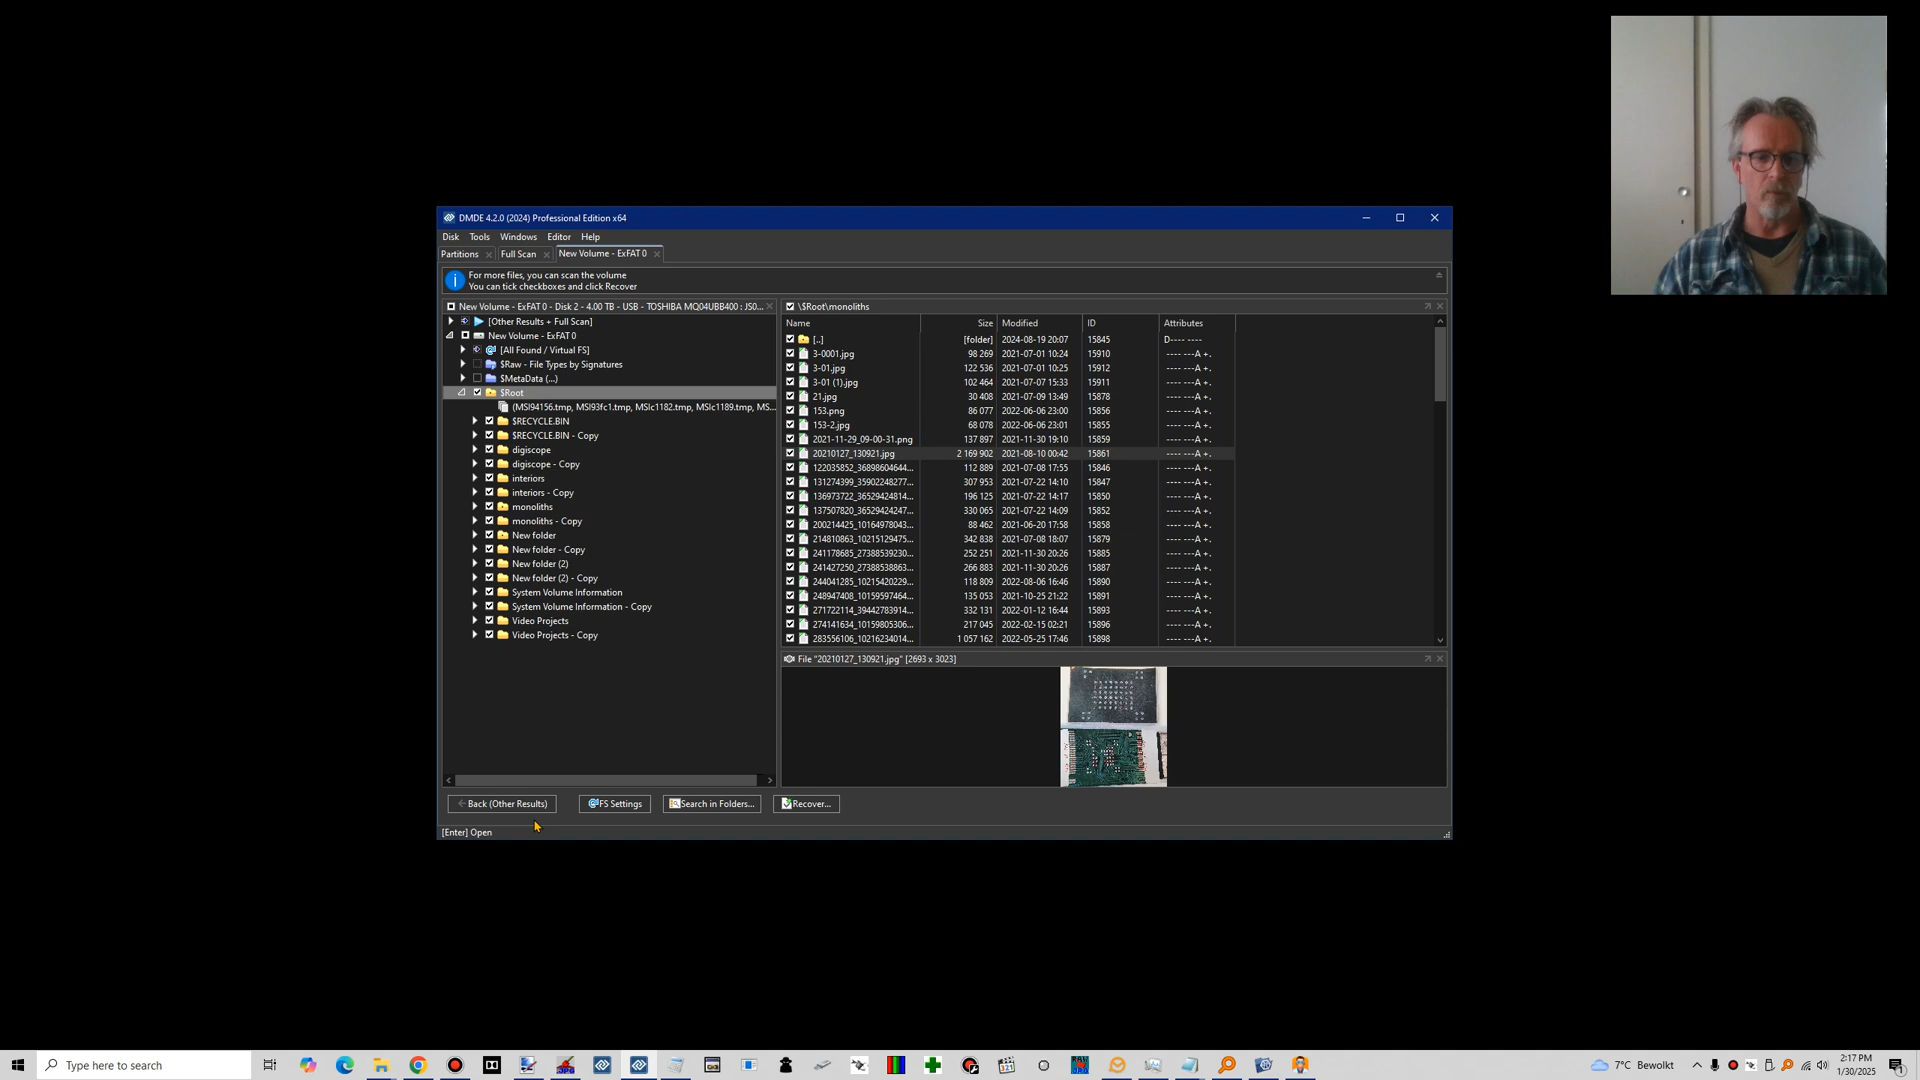 DMDE 4.2.0 (2024) Professional Edition x64
Disk Tools Windows Editor Help
Partitions Full Scan New Volume - ExFAT 0
For more files, you can scan the volume
You can tick checkboxes and click Recover
New Volume - ExFAT 0 - Disk 2 - 4.00 TB - USB - TOSHIBA MQ04UBB400 : JS0...
[Other Results + Full Scan]
New Volume - ExFAT 0
[All Found / Virtual FS]
$Raw - File Types by Signatures
$MetaData (...)
$Root
(MSI94156.tmp, MSI93fc1.tmp, MSIc1182.tmp, MSIc1189.tmp, MS...
$RECYCLE.BIN
$RECYCLE.BIN - Copy
digiscope
digiscope - Copy
interiors
interiors - Copy
monoliths
monoliths - Copy
New folder
New folder - Copy
New folder (2)
New folder (2) - Copy
System Volume Information
System Volume Information - Copy
Video Projects
Video Projects - Copy
\$Root\monoliths
Name Size Modified ID Attributes
[..] [folder] 2024-08-19 20:07 15845 D---- ----
3-0001.jpg 98 269 2021-07-01 10:24 15910 ---- ---A +.
3-01.jpg 122 536 2021-07-01 10:25 15912 ---- ---A +.
3-01 (1).jpg 102 464 2021-07-07 15:33 15911 ---- ---A +.
21.jpg 30 408 2021-07-09 13:49 15878 ---- ---A +.
153.png 86 077 2022-06-06 23:00 15856 ---- ---A +.
153-2.jpg 68 078 2022-06-06 23:01 15855 ---- ---A +.
2021-11-29_09-00-31.png 137 897 2021-11-30 19:10 15859 ---- ---A +.
20210127_130921.jpg 2 169 902 2021-08-10 00:42 15861 ---- ---A +.
122035852_36898604644... 112 889 2021-07-08 17:55 15846 ---- ---A +.
131274399_35902248277... 307 953 2021-07-22 14:10 15847 ---- ---A +.
136973722_36529424814... 196 125 2021-07-22 14:17 15850 ---- ---A +.
137507820_36529424247... 330 065 2021-07-22 14:09 15852 ---- ---A +.
200214425_10164978043... 88 462 2021-06-20 17:58 15858 ---- ---A +.
214810863_10215129475... 342 838 2021-07-08 18:07 15879 ---- ---A +.
241178685_27388539230... 252 251 2021-11-30 20:26 15885 ---- ---A +.
241427250_27388538863... 266 883 2021-11-30 20:26 15887 ---- ---A +.
244041285_10215420229... 118 809 2022-08-06 16:46 15890 ---- ---A +.
248947408_10159597464... 135 053 2021-10-25 21:22 15891 ---- ---A +.
271722114_39442783914... 332 131 2022-01-12 16:44 15893 ---- ---A +.
274141634_10159805306... 217 045 2022-02-15 02:21 15896 ---- ---A +.
283556106_10216234014... 1 057 162 2022-05-25 17:46 15898 ---- ---A +.
File "20210127_130921.jpg" [2693 x 3023]
Back (Other Results) FS Settings Search in Folders... Recover...
[Enter] Open
Type here to search
7°C Bewolkt
2:17 PM
1/30/2025